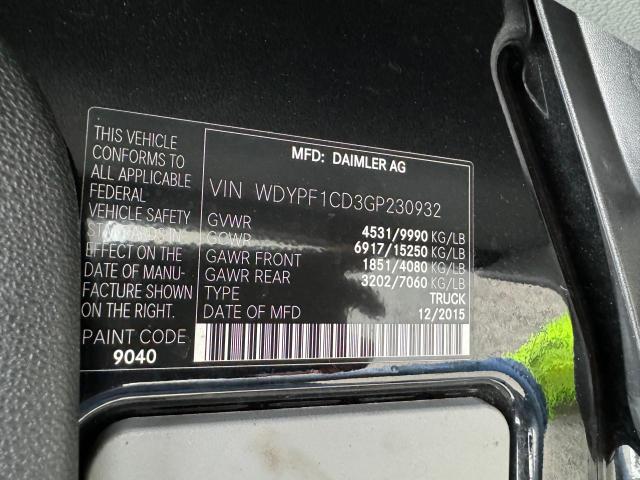 THIS VEHICLE
CONFORMS TO
ALL APPLICABLE
FEDERAL
VEHICLE SAFETY
IN
EFFECT ON THE
DATE OF MANU-
FACTURE SHOWN
ON THE RIGHT.
PAINT CODE
9040
MFD: DAIMLER AG
VIN WDYPF1CD3GP230932
GVWR 4531/9990 KG/LB
GCWR 6917/15250 KG/LB
GAWR FRONT 1851/4080 KG/LB
GAWR REAR 3202/7060 KG/LB
TYPE TRUCK
DATE OF MFD 12/2015